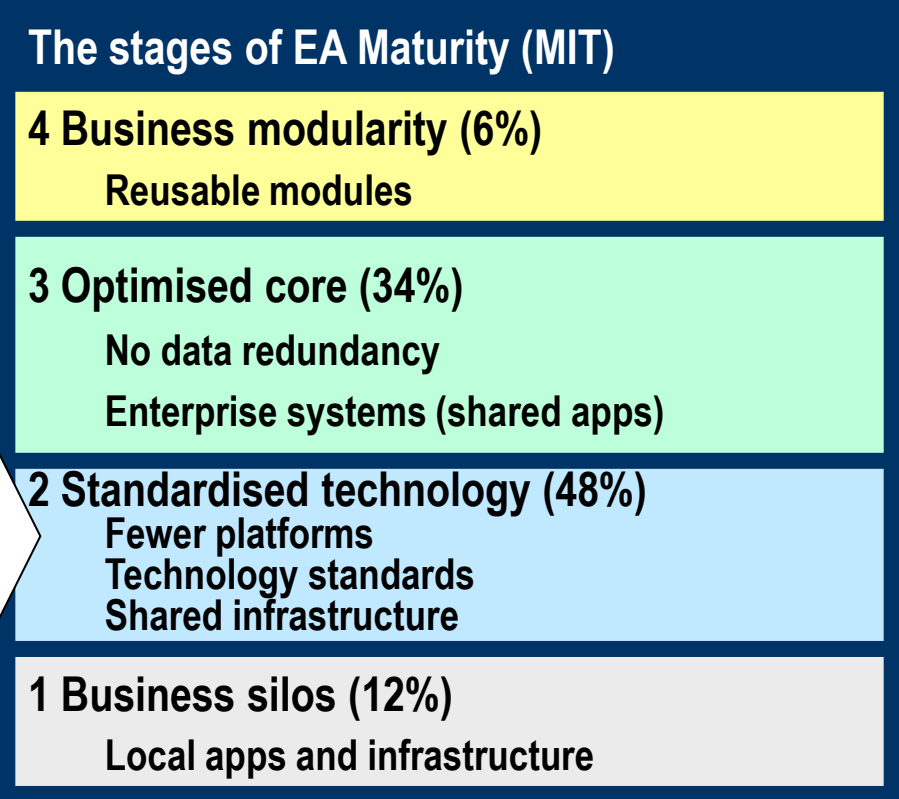 The stages of EA Maturity (MIT)
4 Business modularity (6%)
Reusable modules
3 Optimised core (34%)
No data redundancy
Enterprise systems (shared apps)
2 Standardised technology (48%)
Fewer platforms
Technology standards
Shared infrastructure
1 Business silos (12%)
Local apps and infrastructure